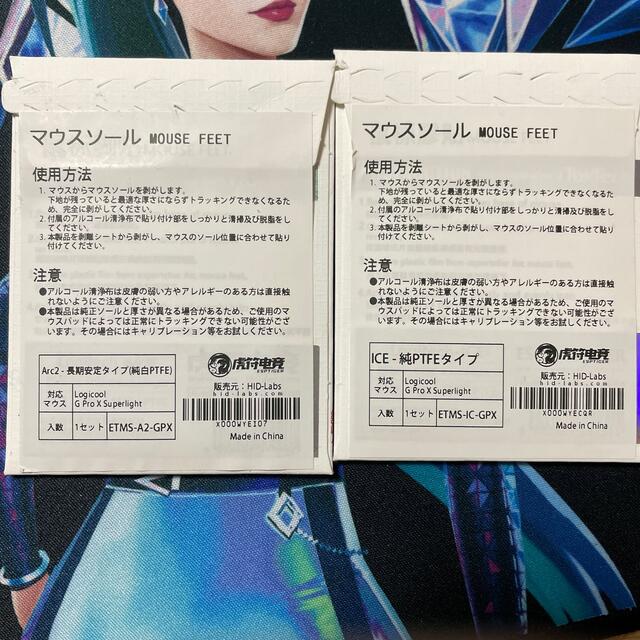 マウスソール MOUSE FEET
使用方法
1. マウスからマウスソールを剥がします。
下地が残っていると最適な厚さにならずトラッキングできなくなるため、完全に剥がしてください。
2. 付属のアルコール清浄布で貼り付け部をしっかりと清掃及び脱脂をしてください。
3. 本製品を剥離シートから剥がし、マウスのソール位置に合わせて貼り付けてください。
注意
●アルコール清浄布は皮膚の弱い方やアレルギーのある方は直接触れないようにご注意ください。
●本製品は純正ソールと厚さが異なる場合があるため、ご使用のマウスパッドによっては正常にトラッキングできない可能性がございます。その場合にはキャリブレーション等をお試しください。
Arc2 - 長期安定タイプ(純白PTFE)
対応マウス Logicool G Pro X Superlight
入数 1セット ETMS-A2-GPX
虎符电竞
ESPTIGER
販売元：HID-Labs
hid-labs.com
X000WYEI07
Made in China
マウスソール MOUSE FEET
使用方法
1. マウスからマウスソールを剥がします。
下地が残っていると最適な厚さにならずトラッキングできなくなるため、完全に剥がしてください。
2. 付属のアルコール清浄布で貼り付け部をしっかりと清掃及び脱脂をしてください。
3. 本製品を剥離シートから剥がし、マウスのソール位置に合わせて貼り付けてください。
注意
●アルコール清浄布は皮膚の弱い方やアレルギーのある方は直接触れないようにご注意ください。
●本製品は純正ソールと厚さが異なる場合があるため、ご使用のマウスパッドによっては正常にトラッキングできない可能性がございます。その場合にはキャリブレーション等をお試しください。
ICE - 純PTFEタイプ
対応マウス Logicool G Pro X Superlight
入数 1セット ETMS-IC-GPX
虎符电竞
ESPTIGER
販売元：HID-Labs
hid-labs.com
X000WYECQR
Made in China